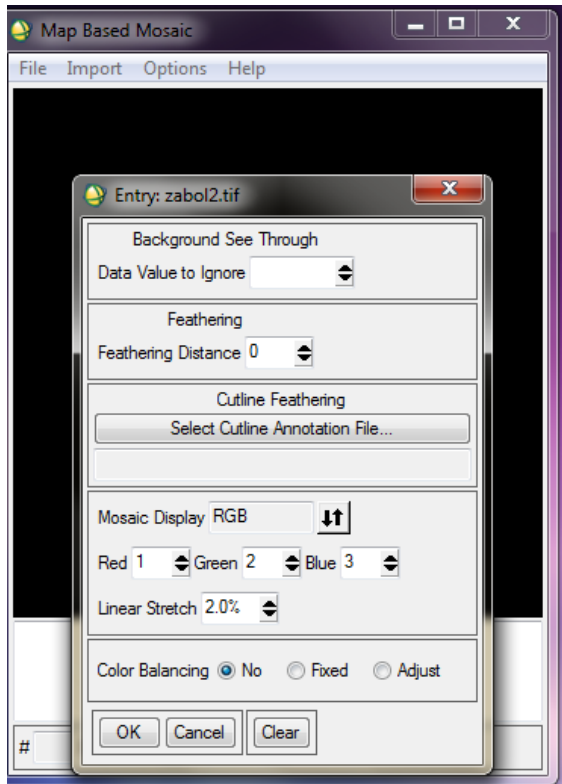 Map Based Mosaic
File Import Options Help
Entry: zabol2.tif
Background See Through
Data Value to Ignore
Feathering
Feathering Distance 0
Cutline Feathering
Select Cutline Annotation File...
Mosaic Display RGB
Red 1 Green 2 Blue 3
Linear Stretch 2.0%
Color Balancing No Fixed Adjust
OK Cancel Clear
#